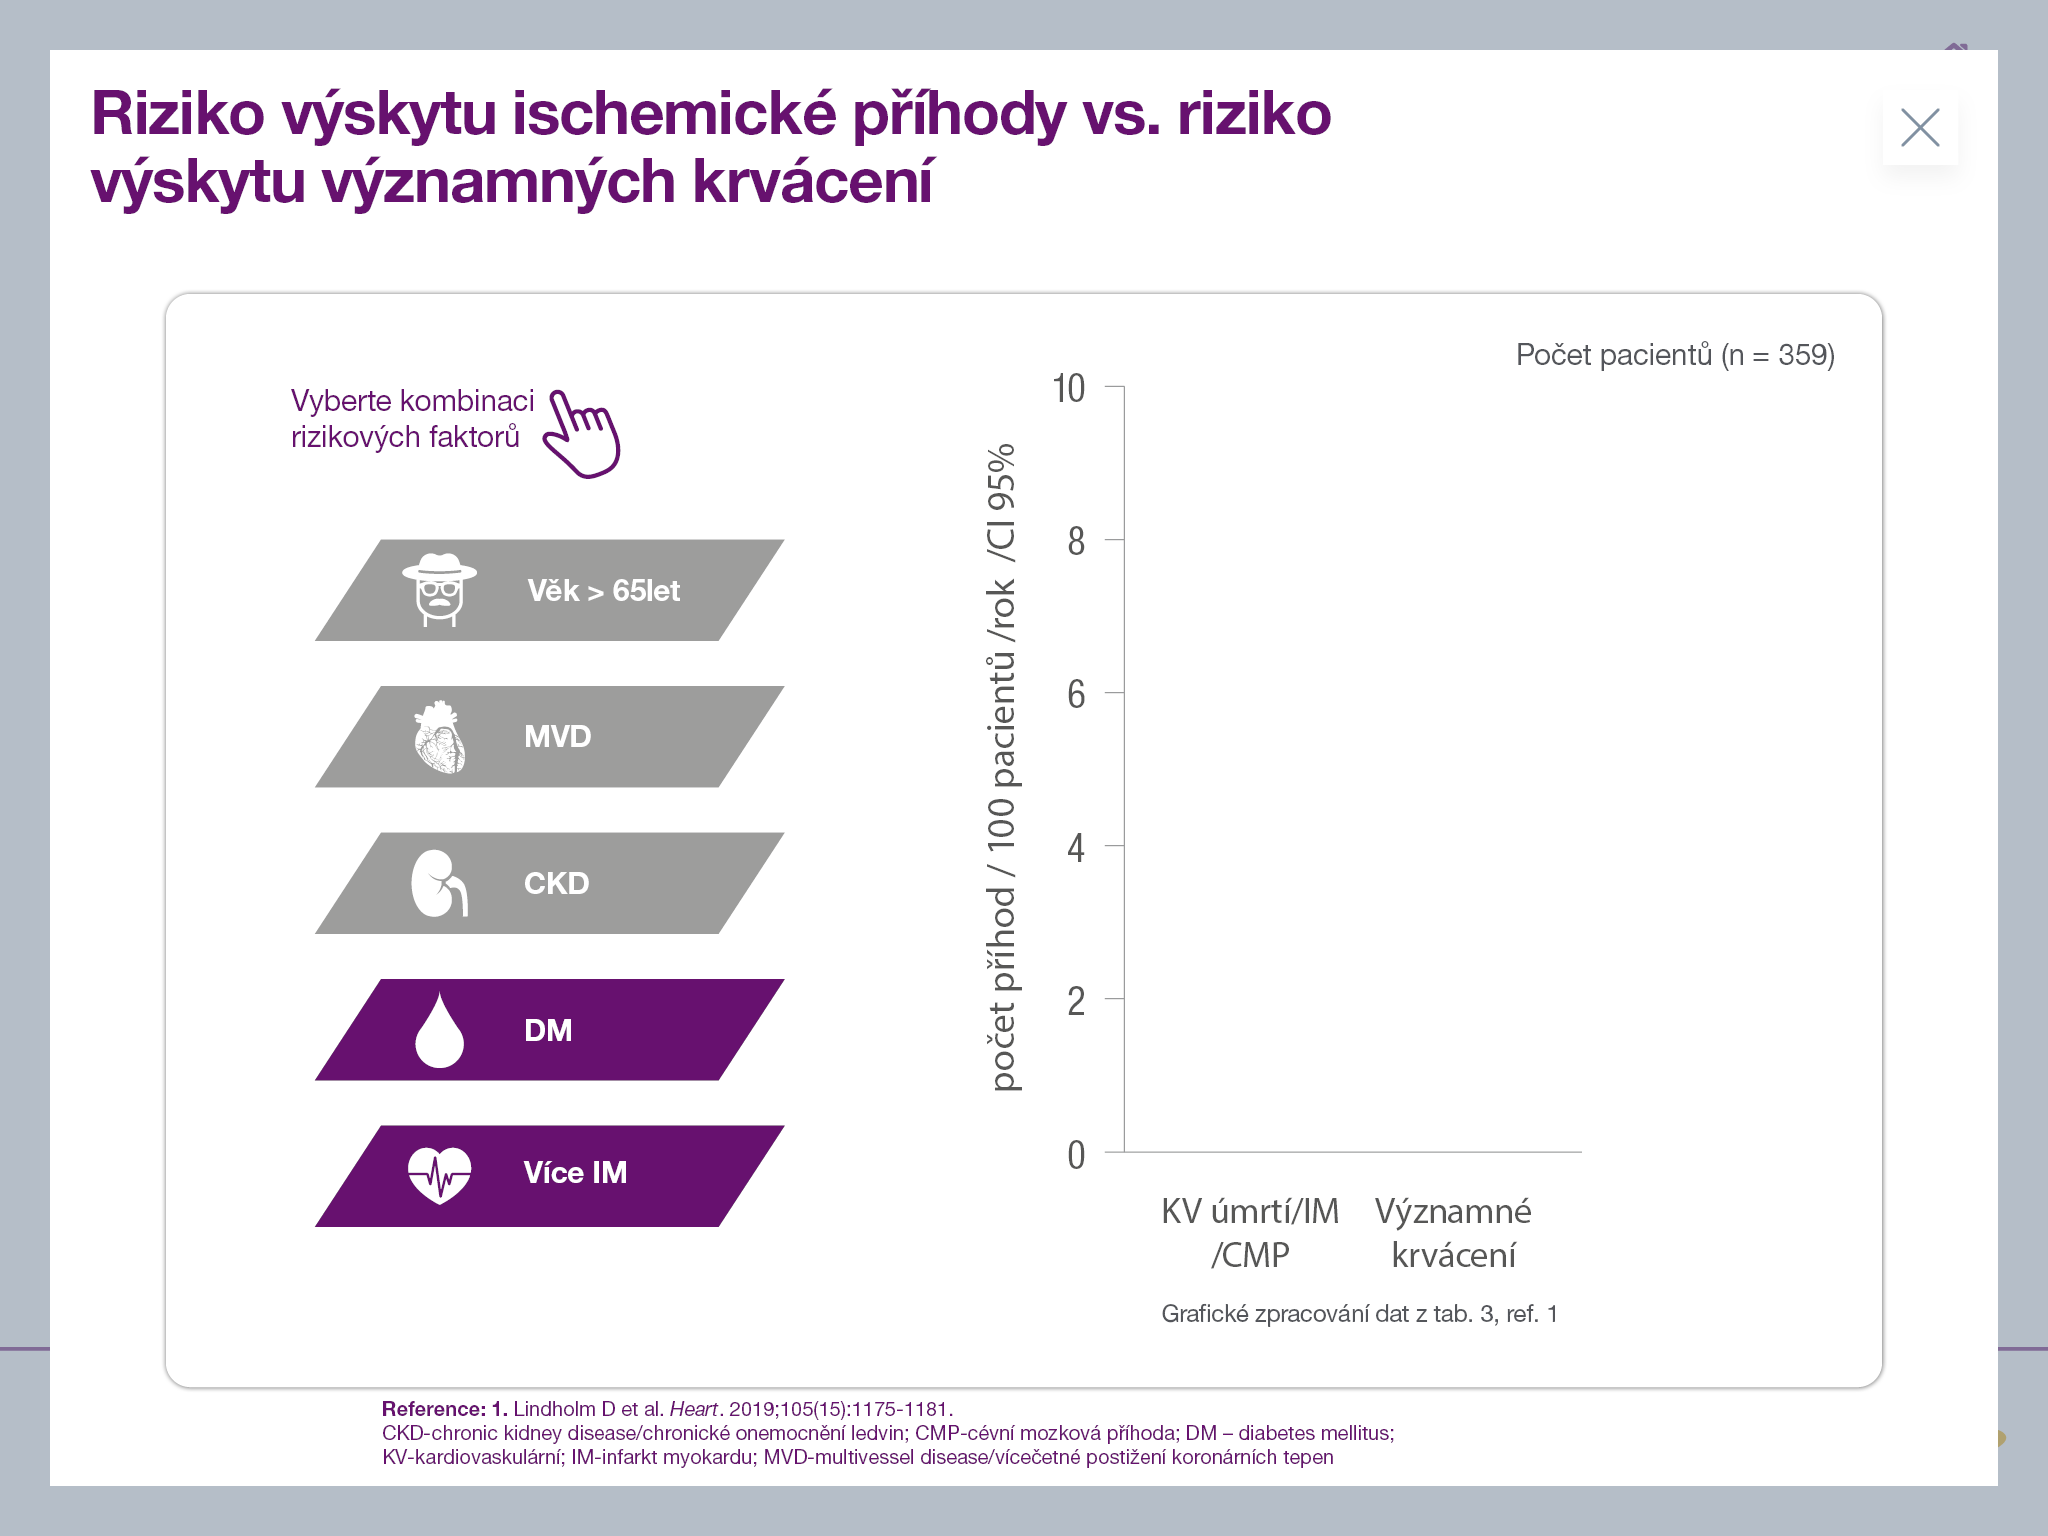 Riziko výskytu ischemické příhody vs. riziko
výskytu významných krvácení
Počet pacientů (n = 359)
Vyberte kombinaci
rizikových faktorů
Věk > 65let
MVD
CKD
DM
Více IM
počet příhod / 100 pacientů /rok /CI 95%
10
8
6
4
2
0
KV úmrtí/IM
/CMP
Významné
krvácení
Grafické zpracování dat z tab. 3, ref. 1
Reference: 1. Lindholm D et al. Heart. 2019;105(15):1175-1181.
CKD-chronic kidney disease/chronické onemocnění ledvin; CMP-cévní mozková příhoda; DM – diabetes mellitus;
KV-kardiovaskulární; IM-infarkt myokardu; MVD-multivessel disease/vícečetné postižení koronárních tepen